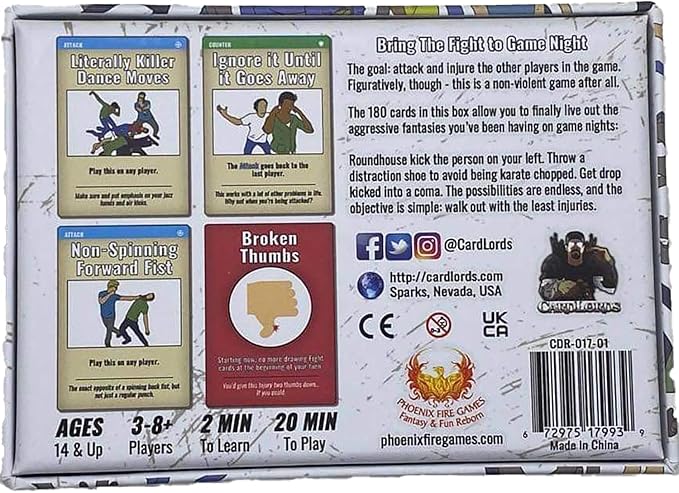 ATTACK
Literally Killer
Dance Moves
Play this on any player.
Make sure and put emphasis on your jazz
hands and air kicks.
COUNTER
Ignore it Until
it Goes Away
The Attack goes back to the
last player.
This works with a lot of other problems in life.
Why not when you're being attacked?
ATTACK
Non-Spinning
Forward Fist
Play this on any player.
The exact opposite of a spinning back fist, but
not just a regular punch.
Broken
Thumbs
Starting now, no more drawing Fight
cards at the beginning of your turn.
You'd give this Injury two thumbs down...
If you could.
Bring The Fight to Game Night
The goal: attack and injure the other players in the game.
Figuratively, though - this is a non-violent game after all.
The 180 cards in this box allow you to finally live out the
aggressive fantasies you've been having on game nights:
Roundhouse kick the person on your left. Throw a
distraction shoe to avoid being karate chopped. Get drop
kicked into a coma. The possibilities are endless, and the
objective is simple: walk out with the least injuries.
@CardLords
http://cardlords.com
Sparks, Nevada, USA
CARDLORDS
CE
0-3
UK
CA
PHOENIX FIRE GAMES
Fantasy & Fun Reborn
phoenixfiregames.com
CDR-017-01
6 72975 17993 9
Made in China
AGES
14 & Up
3-8+
Players
2 MIN
To Learn
20 MIN
To Play